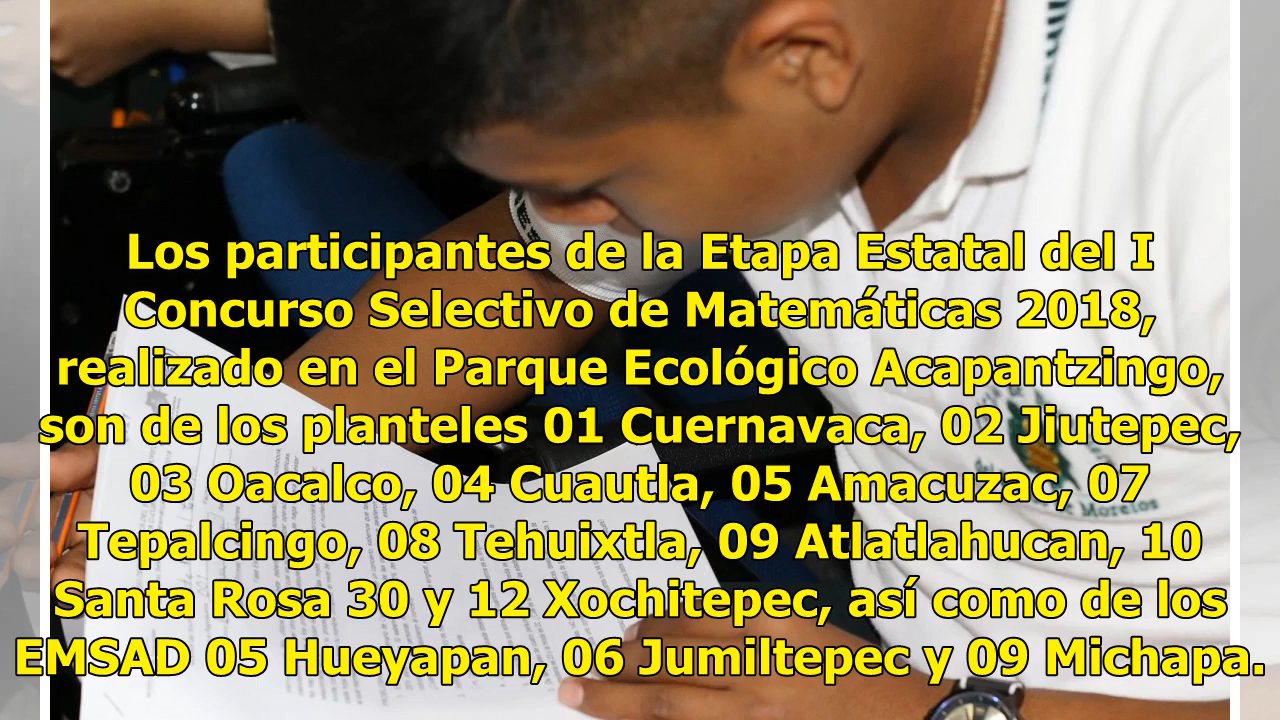 Los participantes de la Etapa Estatal del I
Concurso Selectivo de Matemáticas 2018,
realizado en el Parque Ecológico Acapantzingo,
son de los planteles 01 Cuernavaca, 02 Jiutepec,
03 Oacalco, 04 Cuautla, 05 Amacuzac, 07
Tepalcingo, 08 Tehuixtla, 09 Atlatlahucan, 10
Santa Rosa 30 y 12 Xochitepec, así como de los
EMSAD 05 Hueyapan, 06 Jumiltepec y 09 Michapa.
de Morelos